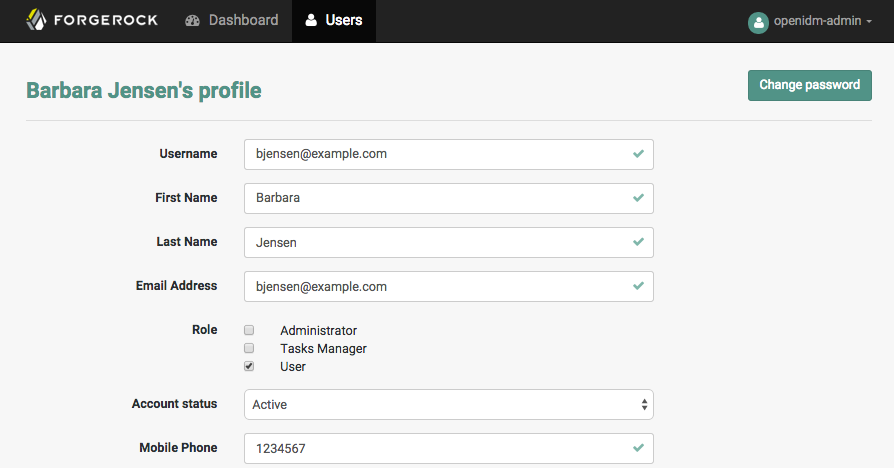 FORGEROCK Dashboard Users openidm-admin
Barbara Jensen's profile Change password
Username bjensen@example.com
First Name Barbara
Last Name Jensen
Email Address bjensen@example.com
Role Administrator
Tasks Manager
User
Account status Active
Mobile Phone 1234567